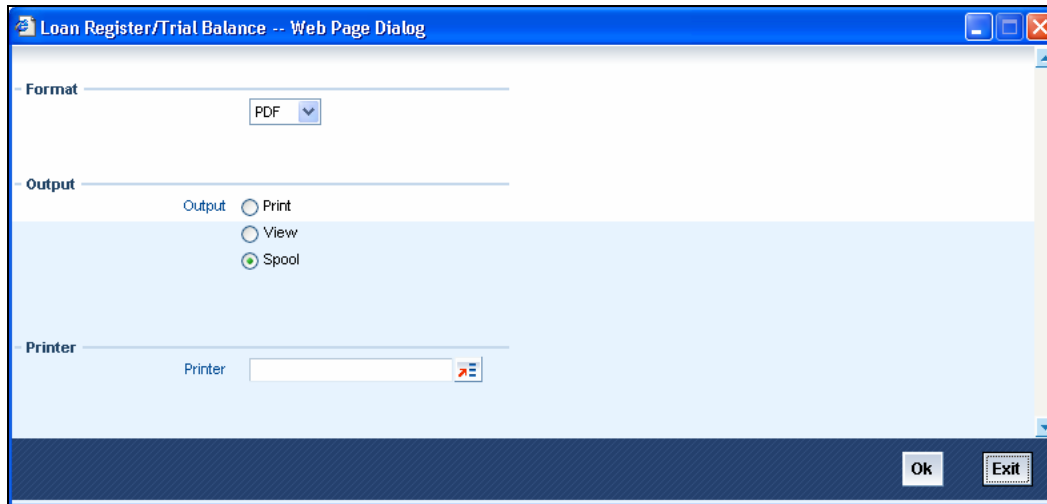 Loan Register/Trial Balance -- Web Page Dialog
Format
PDF
Output
Output Print
View
Spool
Printer
Printer
Ok Exit